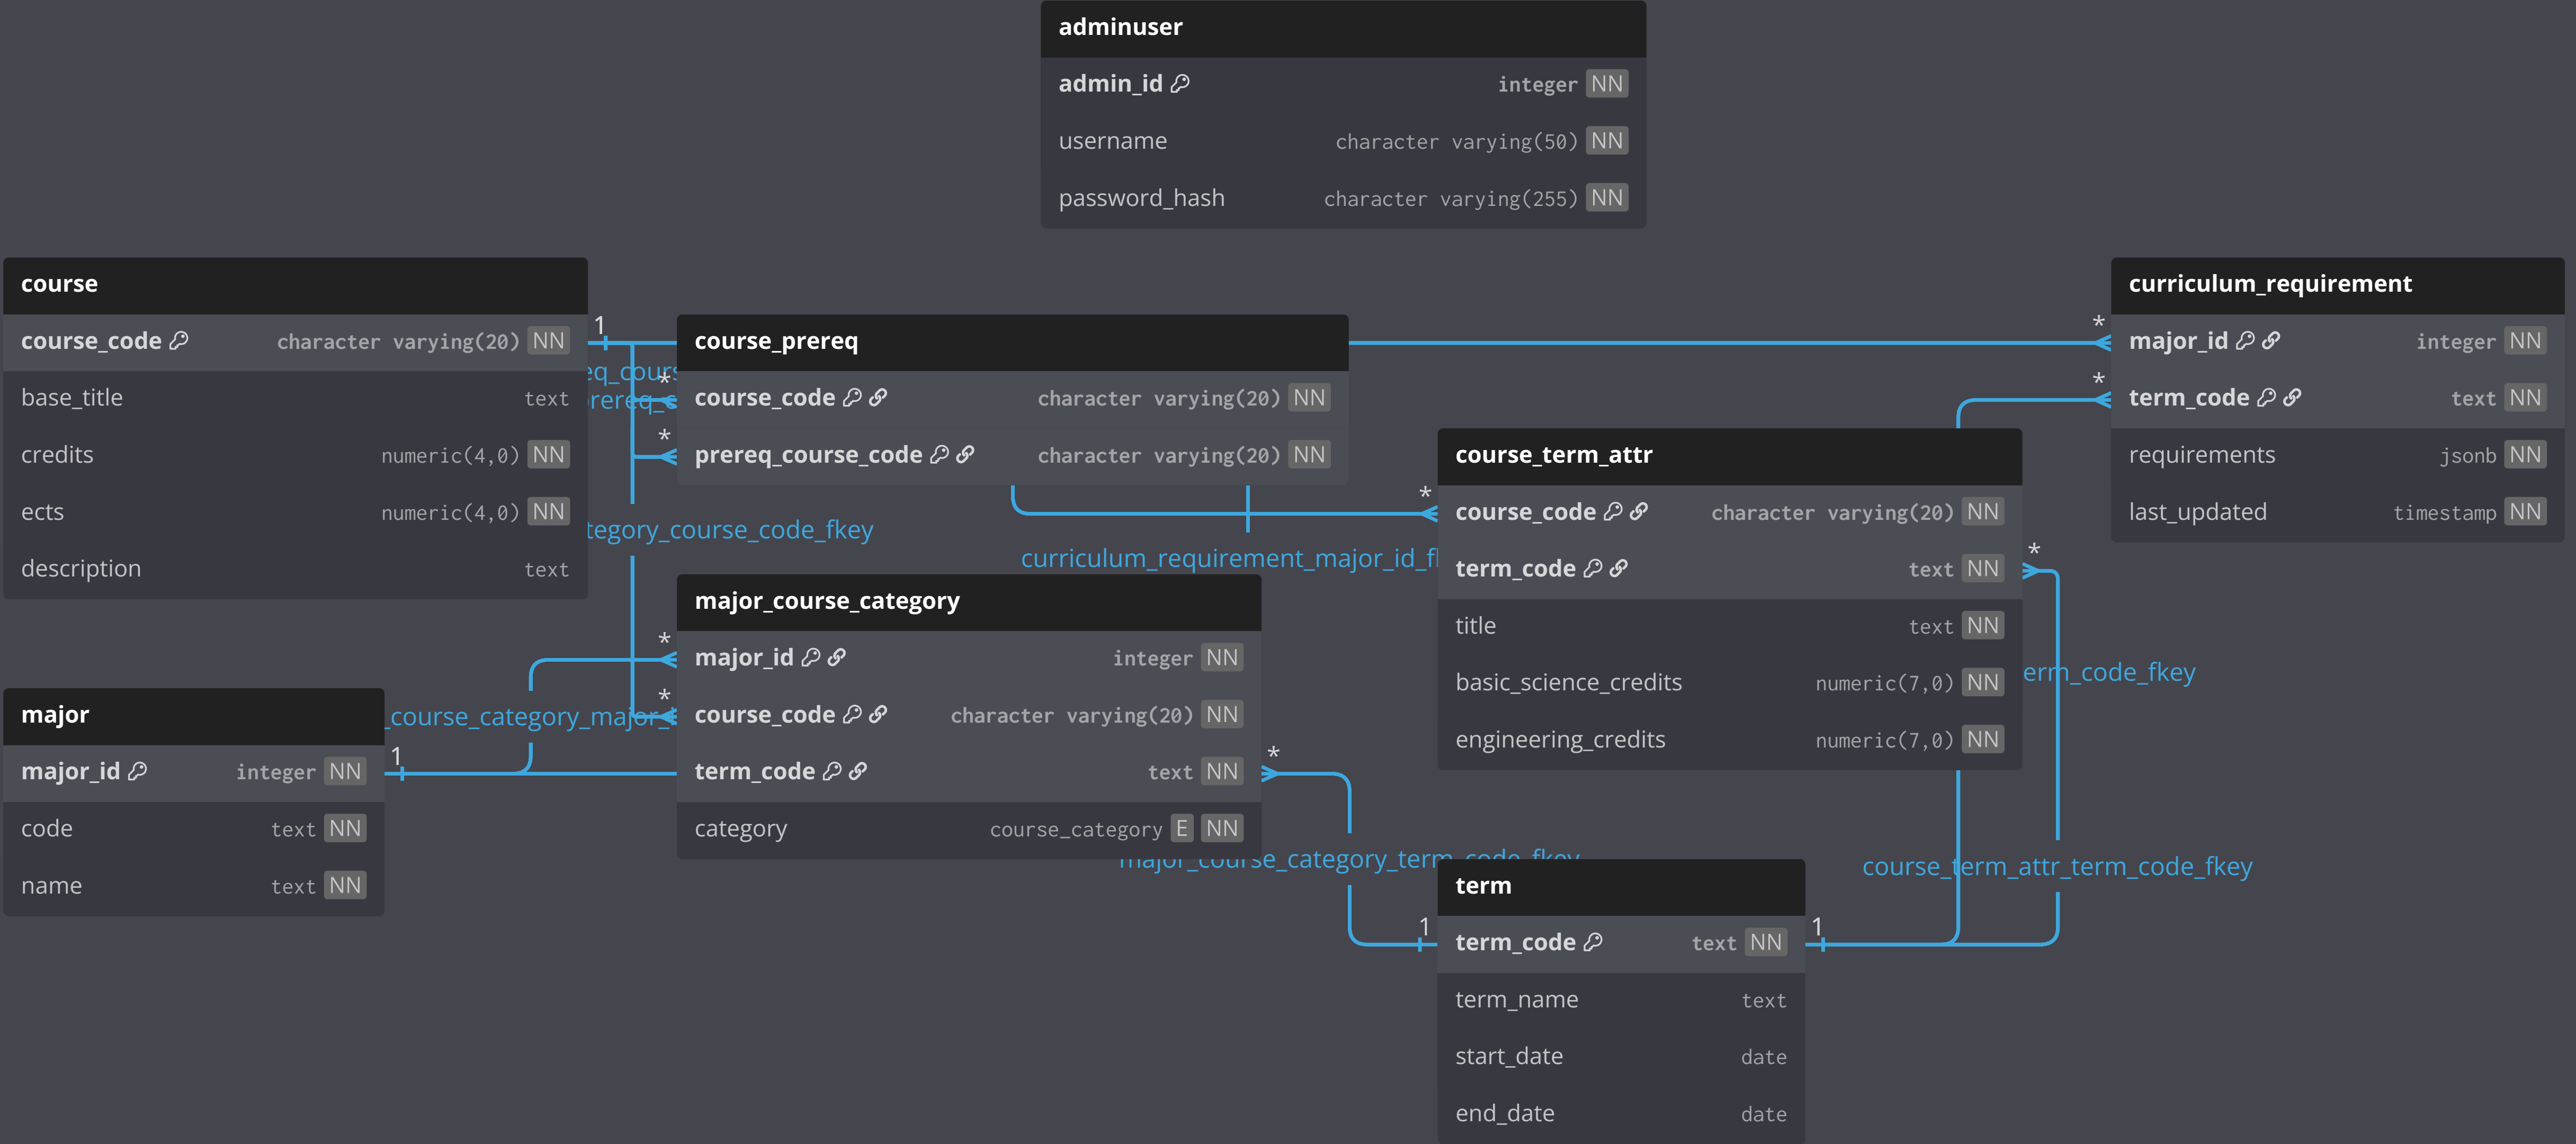 adminuser
admin_id integer NN
username character varying(50) NN
password_hash character varying(255) NN
course
course_code character varying(20) NN
base_title text
credits numeric(4,0) NN
ects numeric(4,0) NN
description text
1
course_prereq
course_code character varying(20) NN
prereq_course_code character varying(20) NN
*
*
curriculum_requirement
major_id integer NN
term_code text NN
requirements jsonb NN
last_updated timestamp NN
*
*
course_term_attr
course_code character varying(20) NN
term_code text NN
title text NN
basic_science_credits numeric(7,0) NN
engineering_credits numeric(7,0) NN
*
*
tegory_course_code_fkey
curriculum_requirement_major_id_f
major_course_category
major_id integer NN
course_code character varying(20) NN
term_code text NN
category course_category E NN
*
*
*
_course_category_major_
erm_code_fkey
major
major_id integer NN
code text NN
name text NN
1
major_course_category_term_code_fkey
course_term_attr_term_code_fkey
term
term_code text NN
term_name text
start_date date
end_date date
1
1